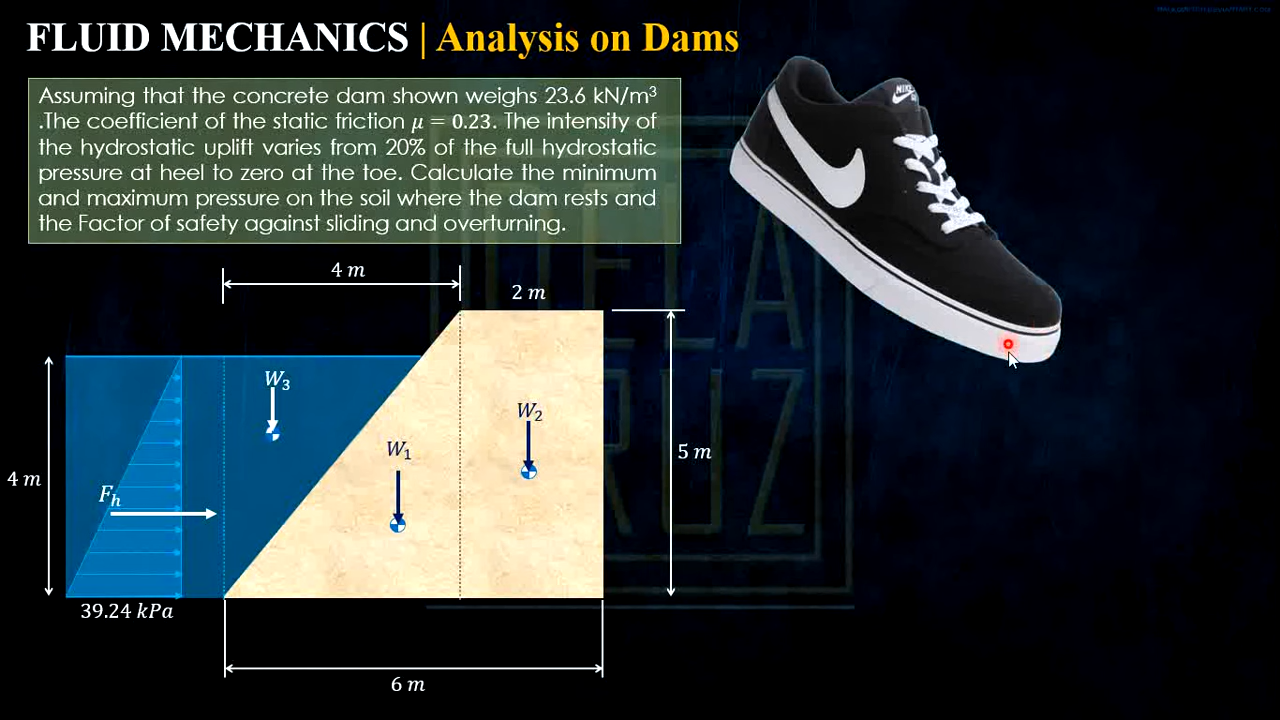 FLUID MECHANICS | Analysis on Dams
Assuming that the concrete dam shown weighs 23.6 kN/m³
.The coefficient of the static friction μ = 0.23. The intensity of
the hydrostatic uplift varies from 20% of the full hydrostatic
pressure at heel to zero at the toe. Calculate the minimum
and maximum pressure on the soil where the dam rests and
the Factor of safety against sliding and overturning.
NIKE
4 m
2 m
W₃
W₂
W₁
5 m
4 m
Fₕ
39.24 kPa
6 m
DELA
CRUZ